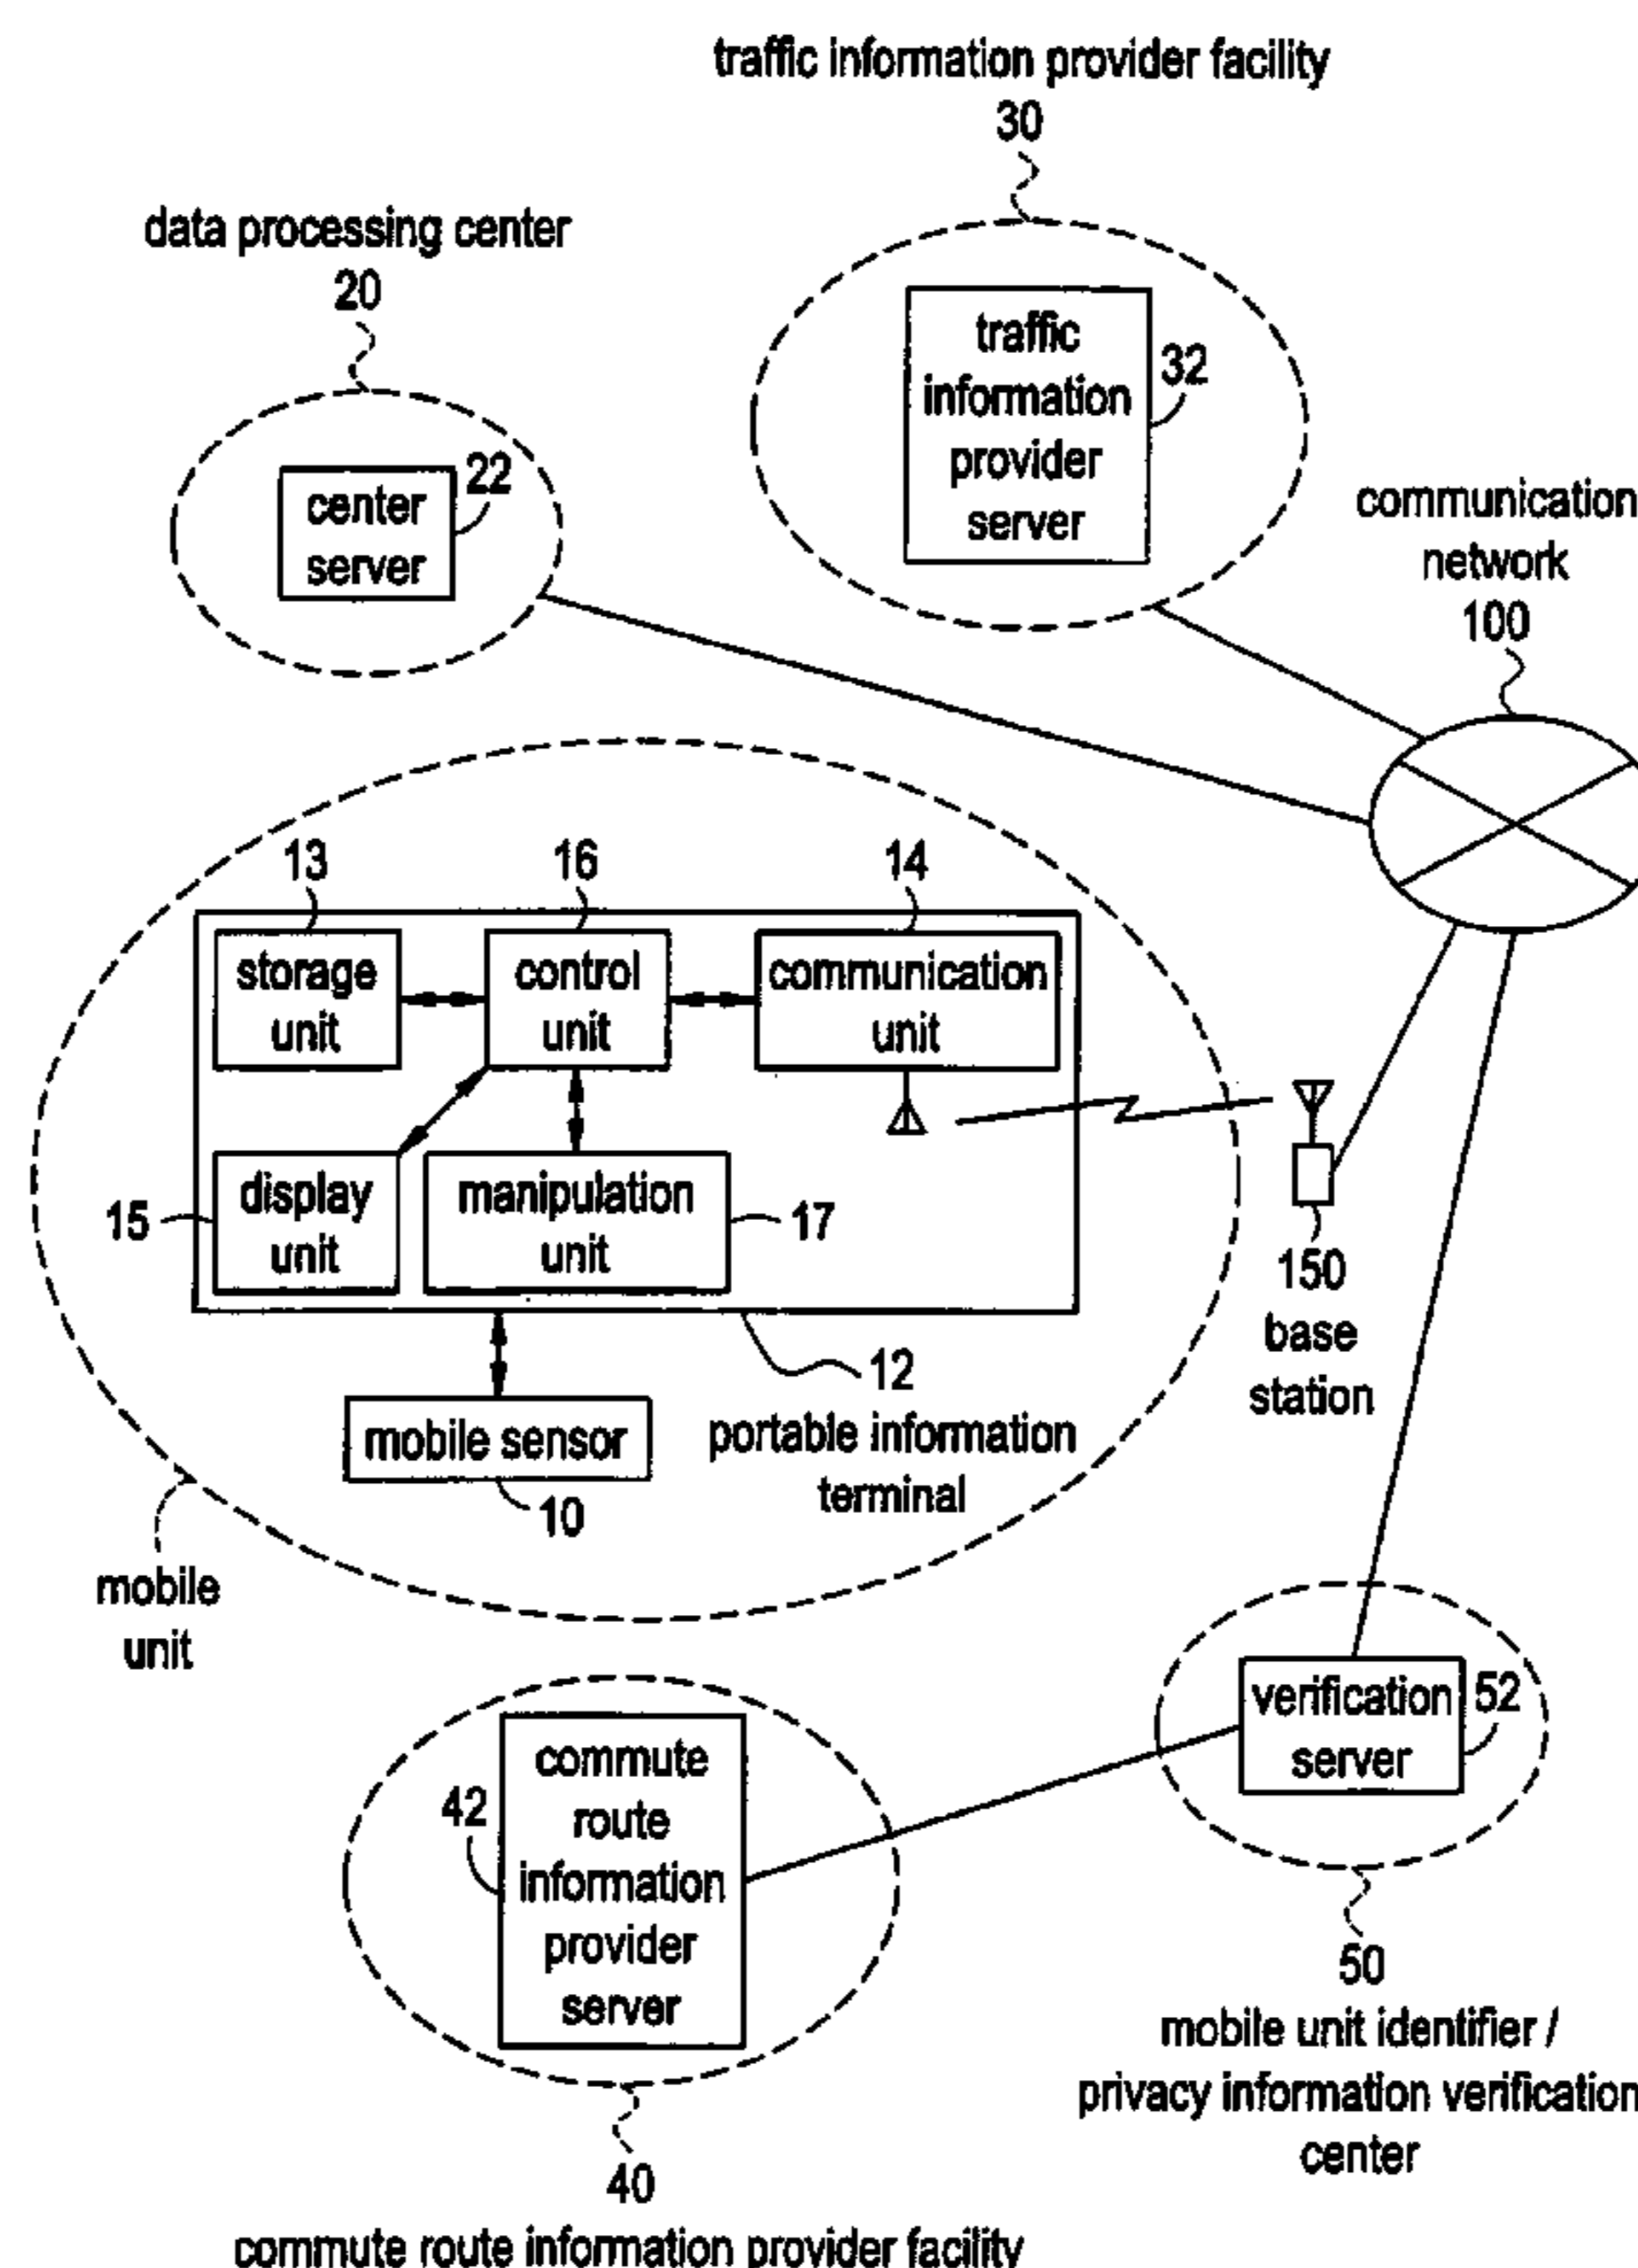 traffic information provider facility
30
data processing center
20
traffic
information
provider
server
32
center
server
22
communication
network
100
13
16
14
storage
unit
control
unit
communication
unit
15
display
unit
manipulation
unit
17
150
base
station
12
portable information
terminal
mobile sensor
10
mobile
unit
verification
server
52
42
commute
route
information
provider
server
50
mobile unit identifier /
privacy information verification
center
40
commute route information provider facility